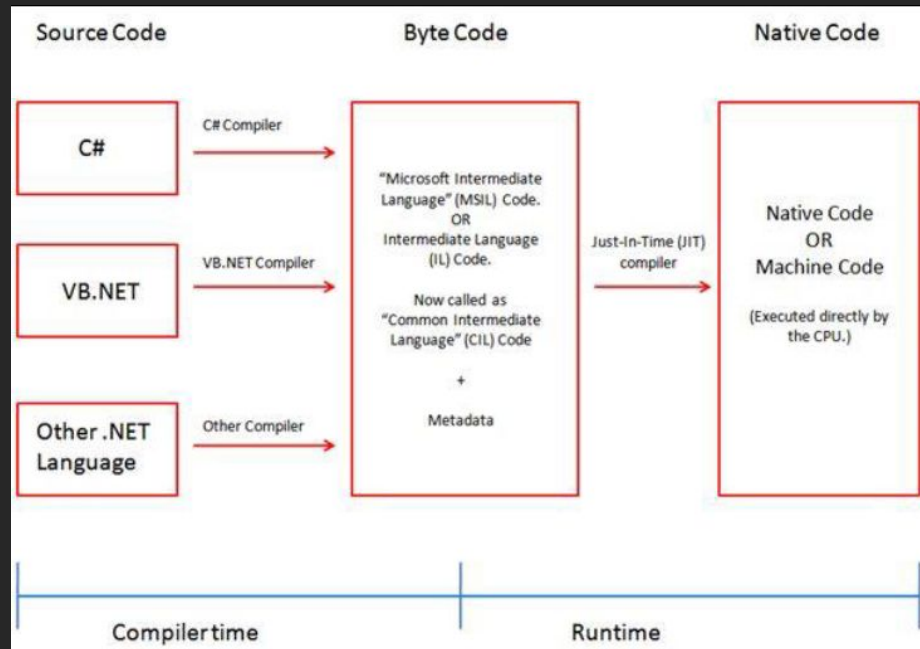 Source Code
Byte Code
Native Code
C#
C# Compiler
VB.NET
VB.NET Compiler
Other .NET
Language
Other Compiler
“Microsoft Intermediate
Language” (MSIL) Code.
OR
Intermediate Language
(IL) Code.
Now called as
“Common Intermediate
Language” (CIL) Code
+
Metadata
Just-In-Time (JIT)
compiler
Native Code
OR
Machine Code
(Executed directly by
the CPU.)
Compiler time
Runtime